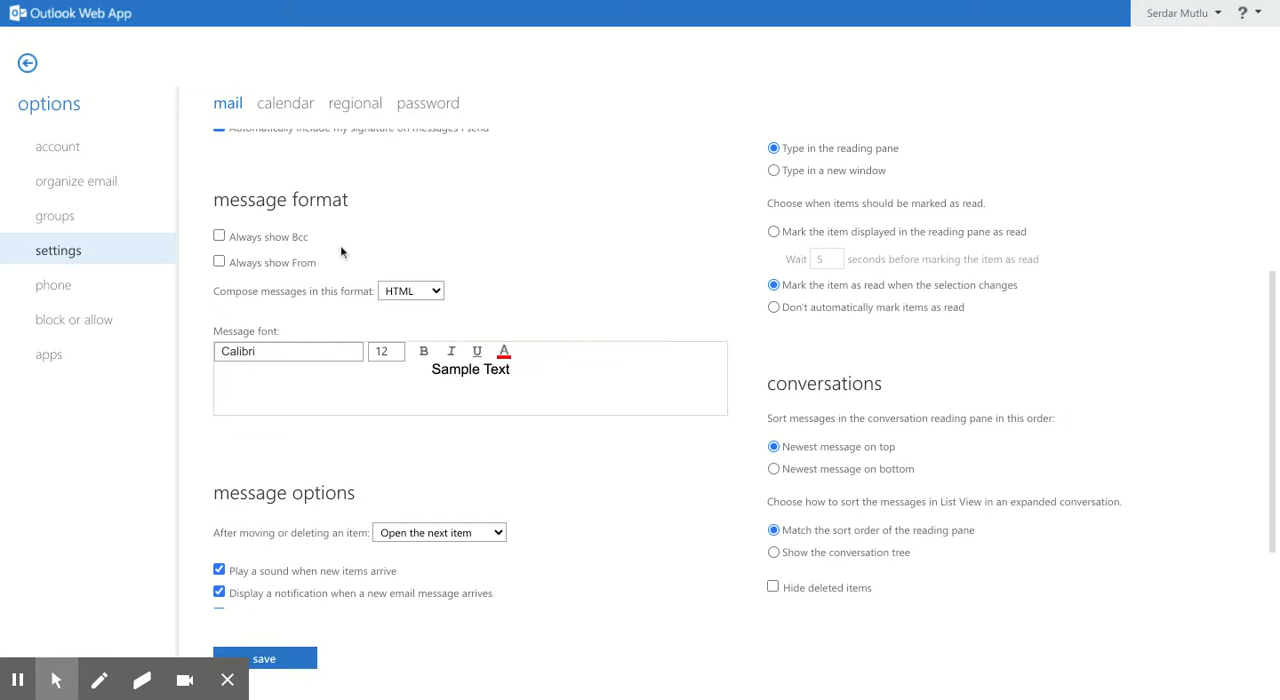 Outlook Web App
Serdar Mutlu
?
options
mail calendar regional password
account
organize email
groups
settings
phone
block or allow
apps
Automatically include my signature on messages I send
message format
Always show Bcc
Always show From
Compose messages in this format: HTML
Message font:
Calibri 12 B I U A
Sample Text
message options
After moving or deleting an item: Open the next item
Play a sound when new items arrive
Display a notification when a new email message arrives
save
Type in the reading pane
Type in a new window
Choose when items should be marked as read.
Mark the item displayed in the reading pane as read
Wait 5 seconds before marking the item as read
Mark the item as read when the selection changes
Don't automatically mark items as read
conversations
Sort messages in the conversation reading pane in this order:
Newest message on top
Newest message on bottom
Choose how to sort the messages in List View in an expanded conversation.
Match the sort order of the reading pane
Show the conversation tree
Hide deleted items